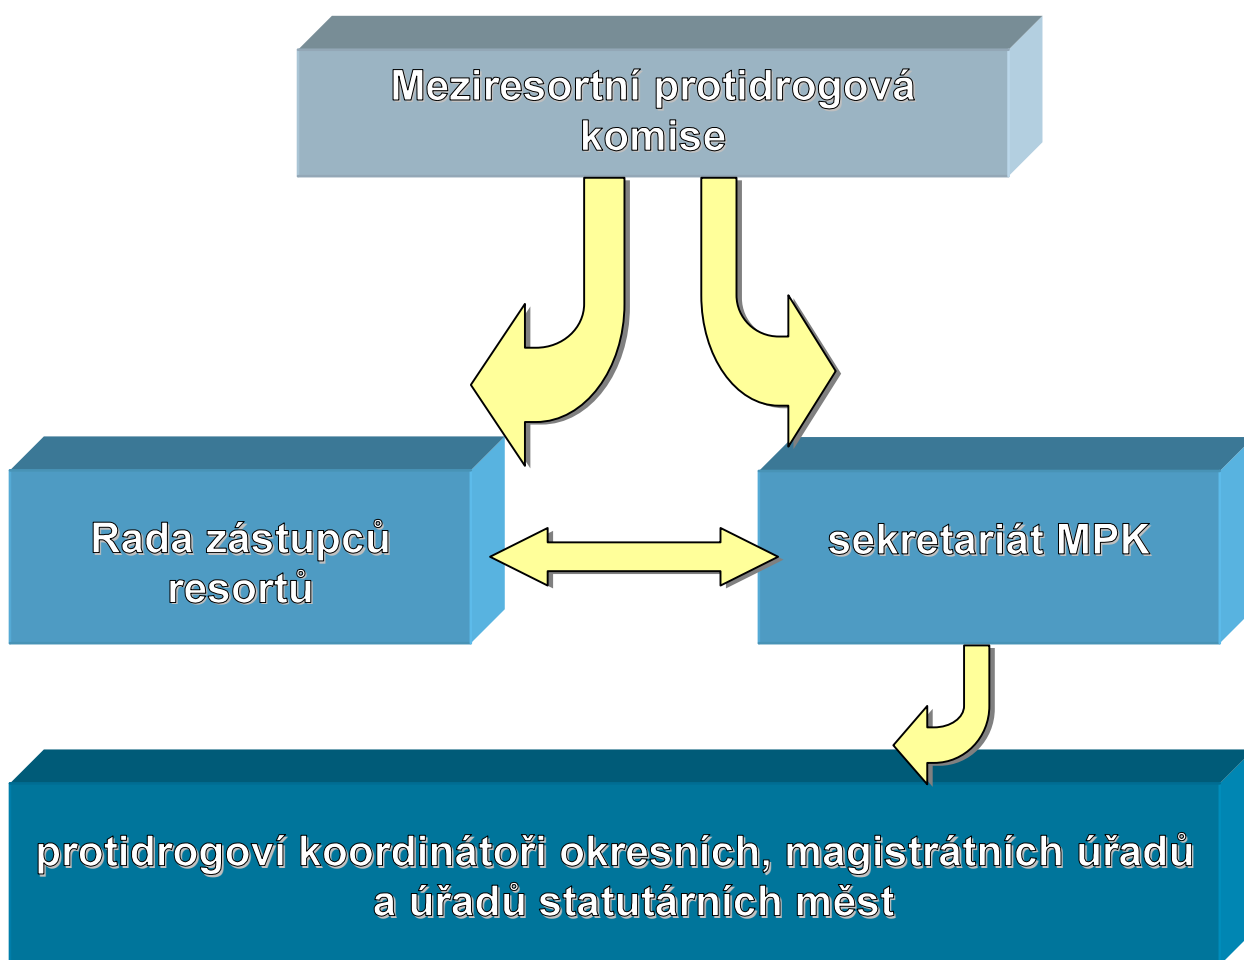 Meziresortní protidrogová
komise
Rada zástupců
resortů
sekretariát MPK
protidrogoví koordinátoři okresních, magistrátních úřadů
a úřadů statutárních měst